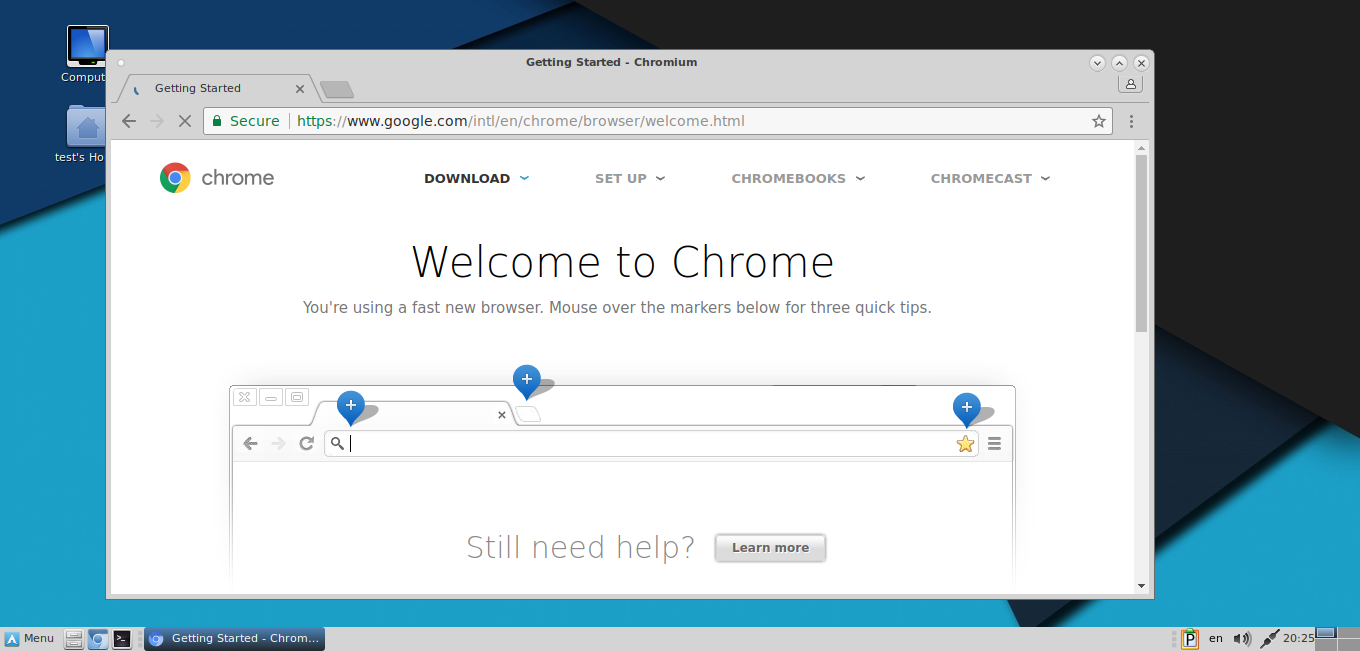 Comput
test's Ho
Getting Started - Chromium
Getting Started
Secure
https://www.google.com/intl/en/chrome/browser/welcome.html
chrome
DOWNLOAD
SET UP
CHROMEBOOKS
CHROMECAST
Welcome to Chrome
You're using a fast new browser. Mouse over the markers below for three quick tips.
Still need help?
Learn more
Menu
Getting Started - Chrom...
P
en
20:25